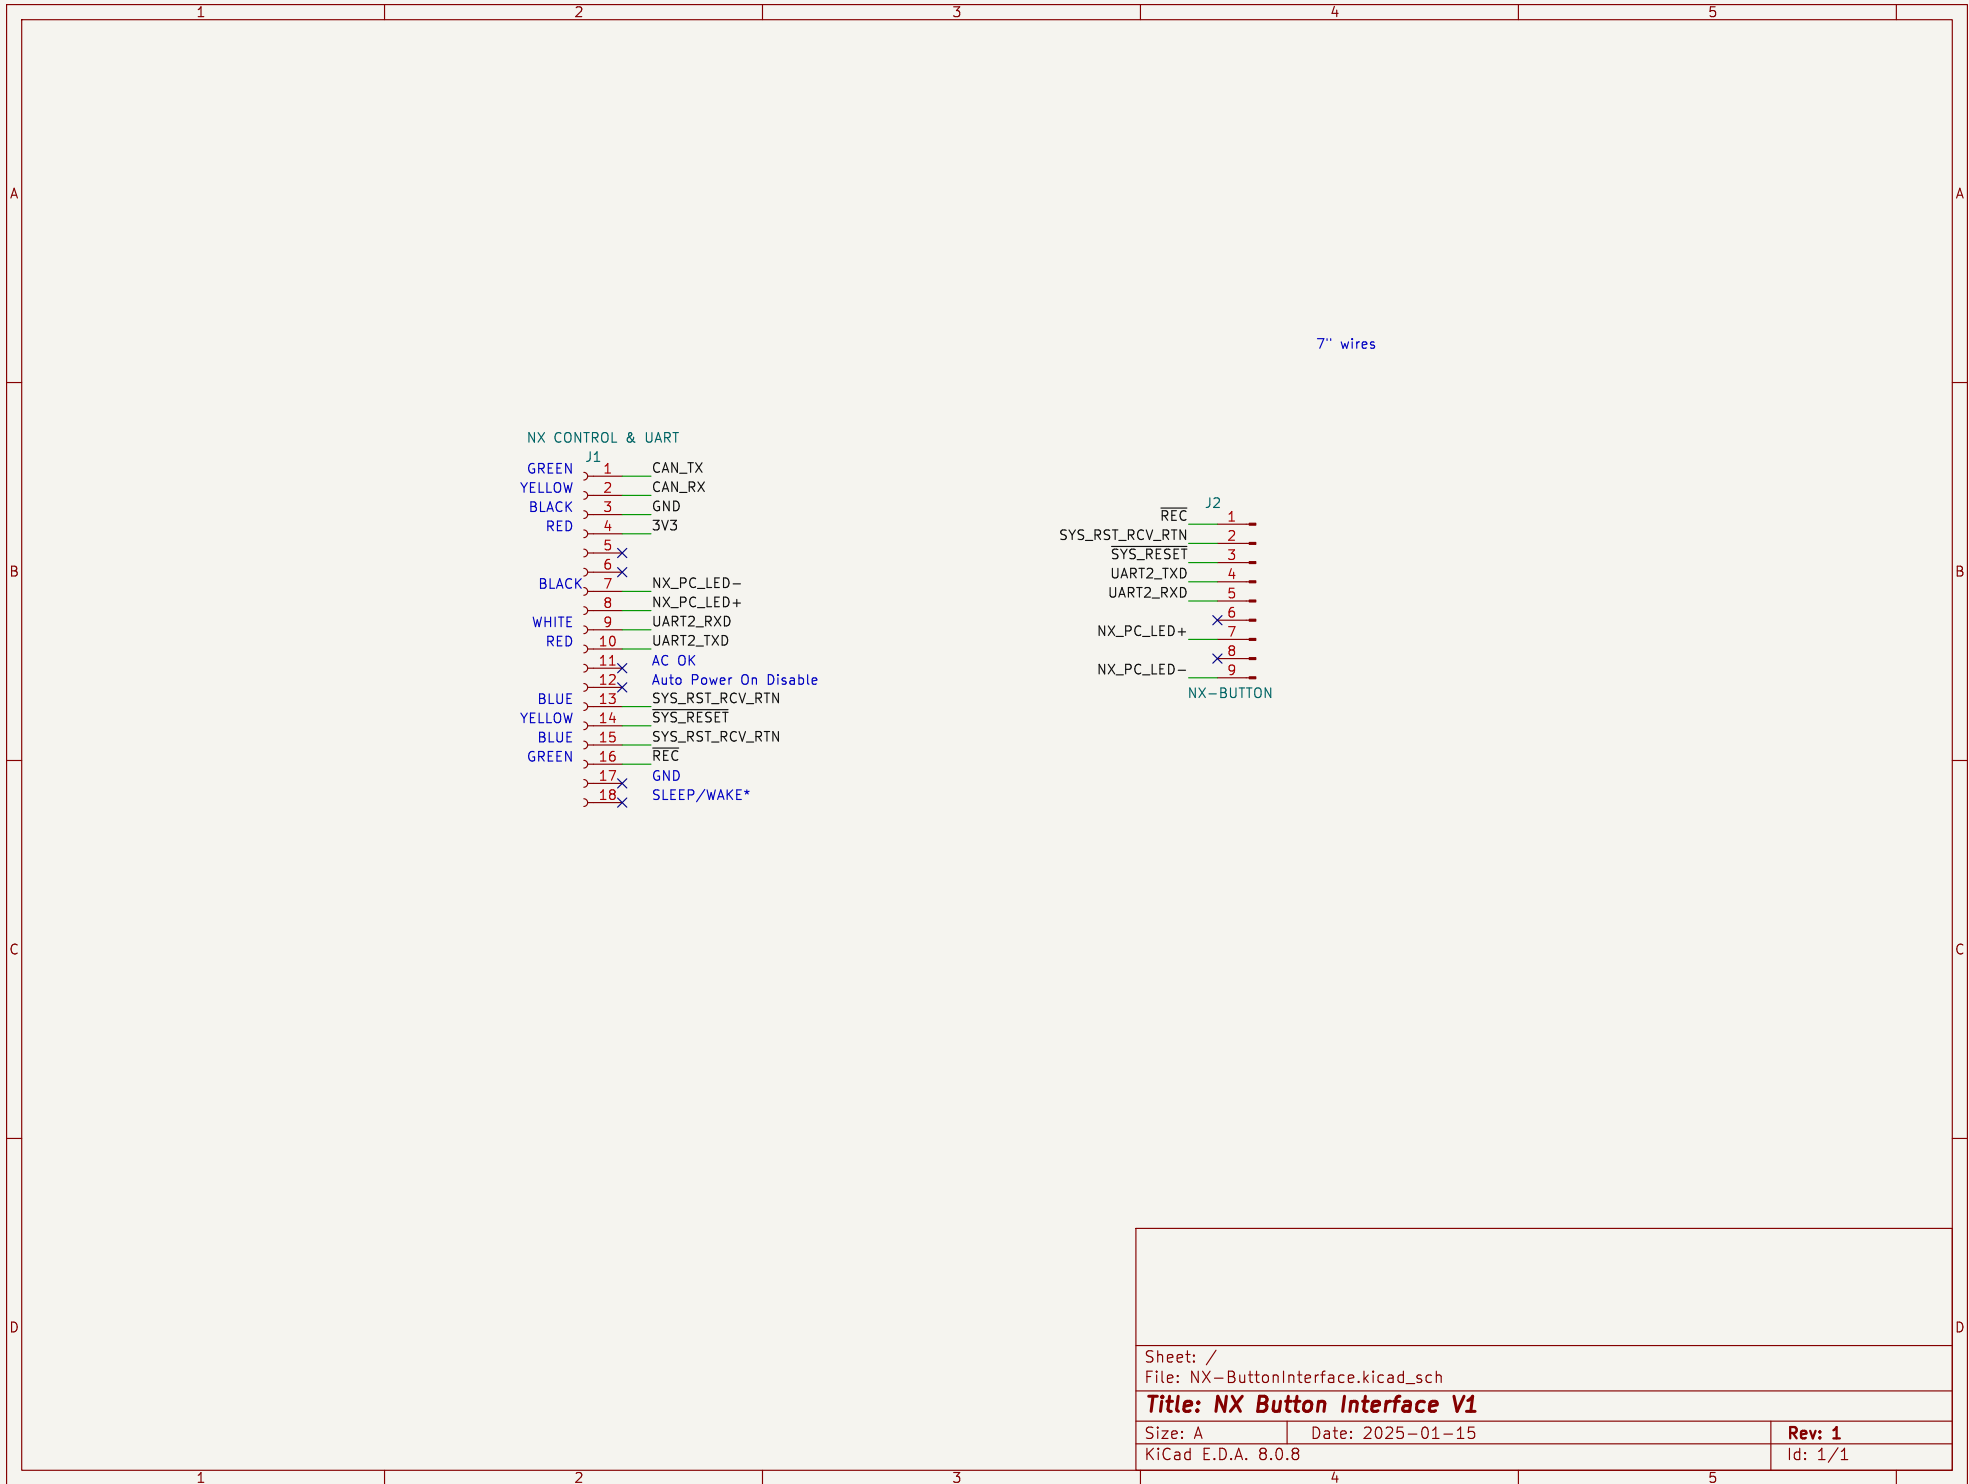 1 2 3 4 5
A A
7" wires
NX CONTROL & UART
J1
GREEN 1 CAN_TX
YELLOW 2 CAN_RX
BLACK 3 GND
RED 4 3V3
5
6
BLACK 7 NX_PC_LED-
8 NX_PC_LED+
WHITE 9 UART2_RXD
RED 10 UART2_TXD
11 AC OK
12 Auto Power On Disable
BLUE 13 SYS_RST_RCV_RTN
YELLOW 14 SYS_RESET
BLUE 15 SYS_RST_RCV_RTN
GREEN 16 REC
17 GND
18 SLEEP/WAKE*
J2
REC 1
SYS_RST_RCV_RTN 2
SYS_RESET 3
UART2_TXD 4
UART2_RXD 5
6
NX_PC_LED+ 7
8
NX_PC_LED- 9
NX-BUTTON
B B
C C
D D
Sheet: /
File: NX-ButtonInterface.kicad_sch
Title: NX Button Interface V1
Size: A Date: 2025-01-15 Rev: 1
KiCad E.D.A. 8.0.8 Id: 1/1
1 2 3 4 5